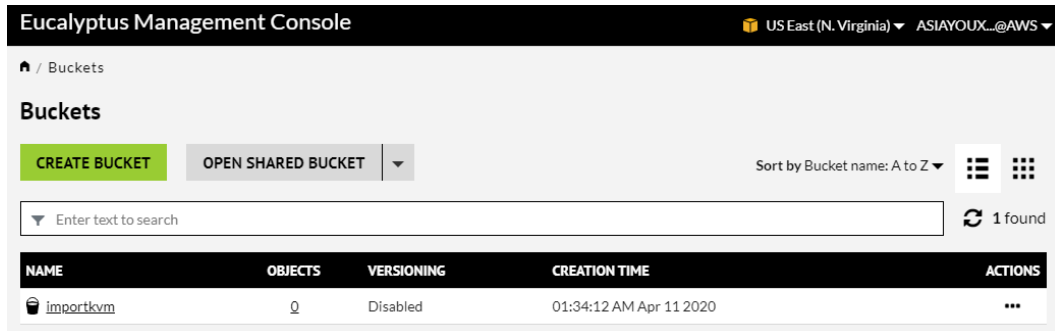 Eucalyptus Management Console
US East (N. Virginia) ASIAYOUX...@AWS
/ Buckets
Buckets
CREATE BUCKET OPEN SHARED BUCKET
Sort by Bucket name: A to Z
Enter text to search
1 found
NAME OBJECTS VERSIONING CREATION TIME ACTIONS
importkvm 0 Disabled 01:34:12 AM Apr 11 2020 •••